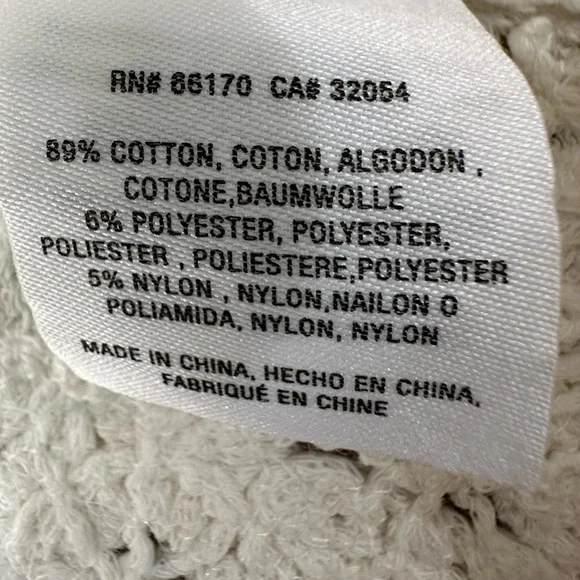 RN# 66170 CA# 32054
89% COTTON, COTON, ALGODON ,
COTONE,BAUMWOLLE
6% POLYESTER, POLYESTER,
POLIESTER , POLIESTERE,POLYESTER
5% NYLON , NYLON,NAILON O
POLIAMIDA, NYLON, NYLON
MADE IN CHINA, HECHO EN CHINA,
FABRIQUÉ EN CHINE